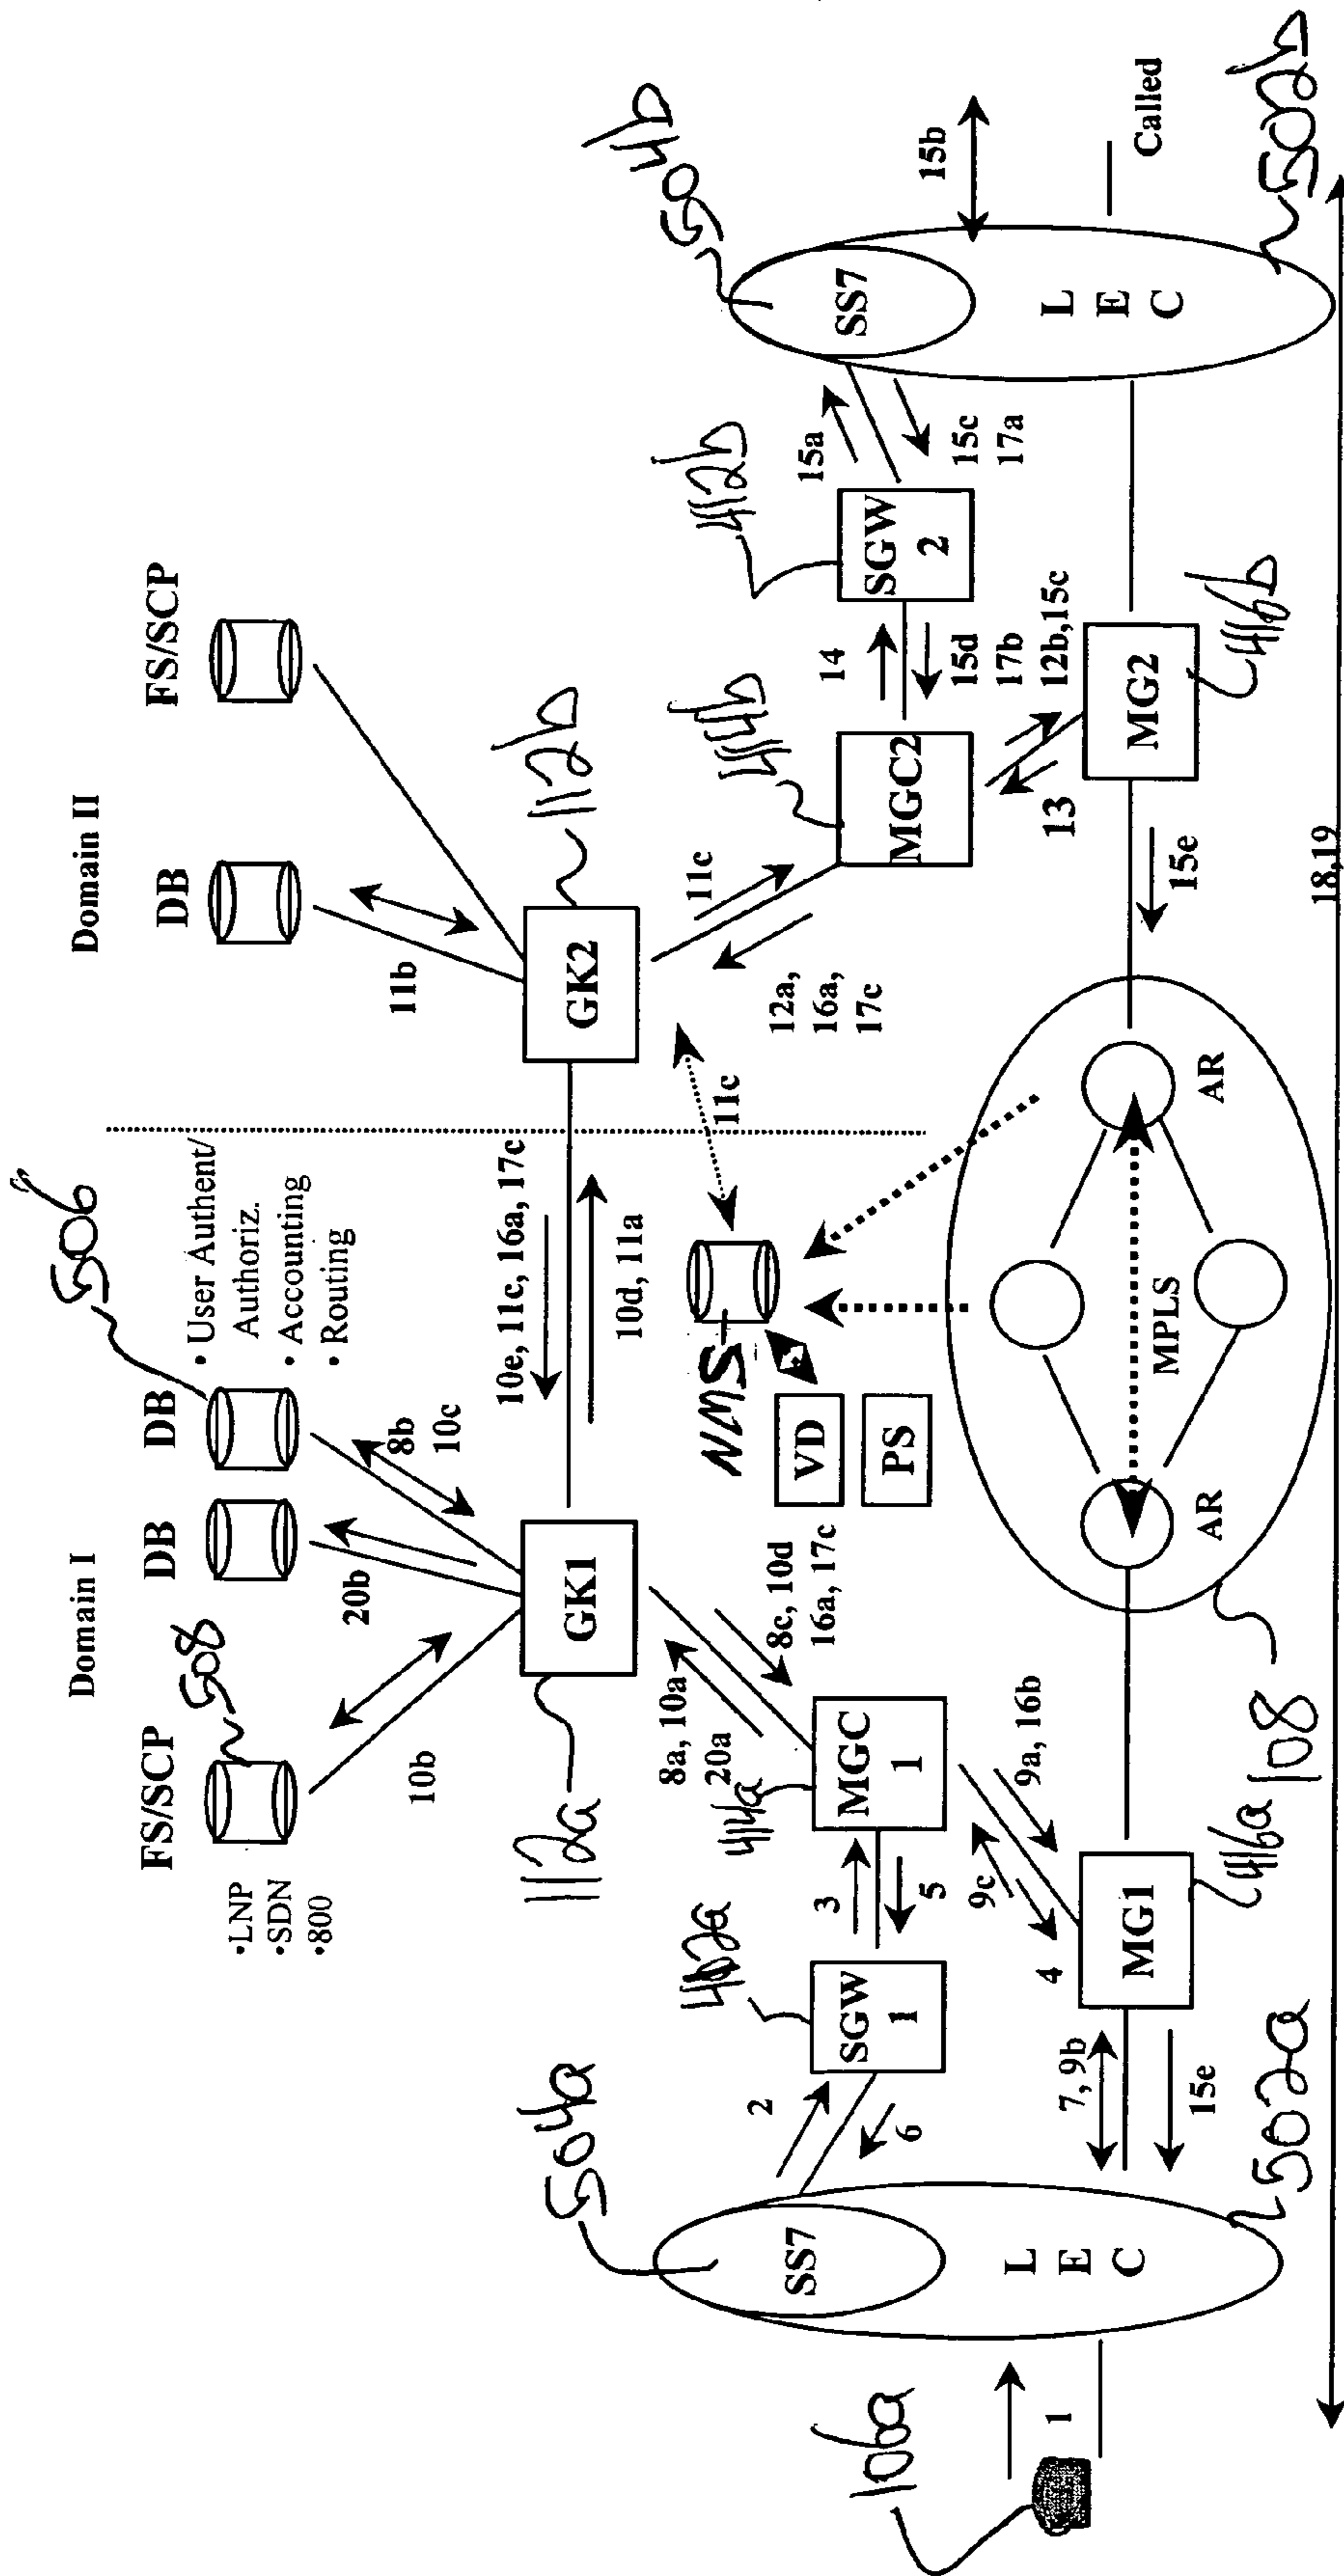 Domain I
Domain II
FS/SCP
508
DB
DB
506
DB
FS/SCP
•LNP
•SDN
•800
• User Authent/
Authoriz.
• Accounting
• Routing
10b
20b
8b
10c
11b
112a
GK1
10e, 11c, 16a, 17c
10d, 11a
GK2
112b
8a, 10a
20a
8c, 10d
16a, 17c
NMS
11c
11c
12a,
16a,
17c
VD
PS
504a
SS7
L
E
C
502a
106a
1
2
6
SGW
1
3
5
414a
MGC
1
9c
4
9a, 16b
7, 9b
15e
MG1
416a
108
AR
MPLS
AR
15e
MGC2
414b
13
14
15d
17b
12b,15c
MG2
416b
SGW
2
412b
15a
15c
17a
504b
SS7
L
E
C
502b
15b
Called
18,19